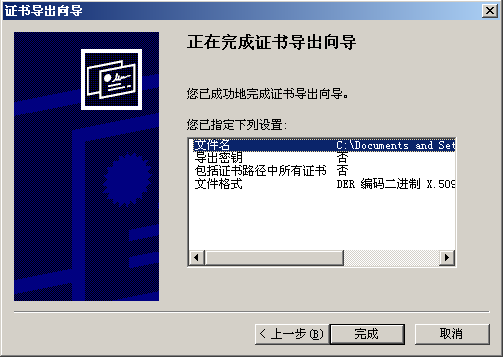 证书导出向导
正在完成证书导出向导
您已成功地完成证书导出向导。
您已指定下列设置:
文件名 C:\Documents and Set
导出密钥 否
包括证书路径中所有证书 否
文件格式 DER 编码二进制 X.509
< 上一步(B) 完成 取消